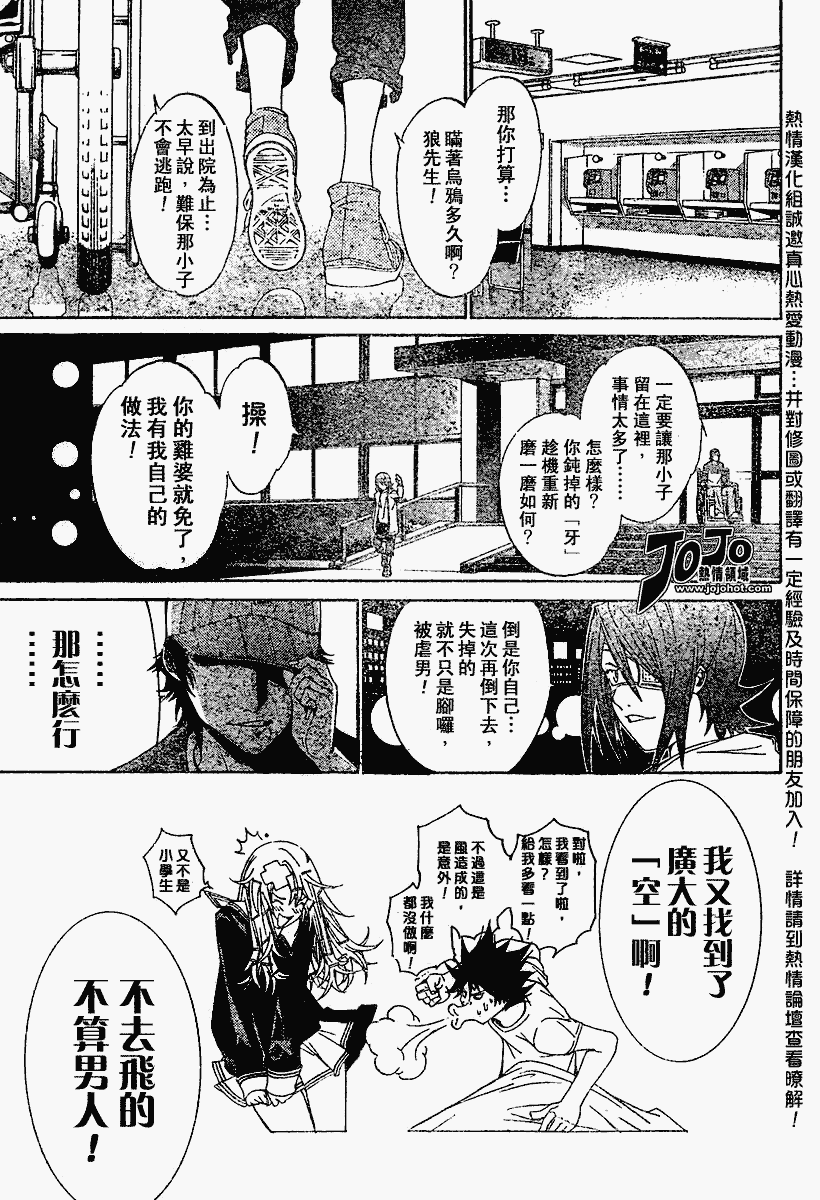 那你打算…
瞞著烏鴉多久啊？
狼先生！
到出院為止…
太早說，難保那小子
不會逃跑！
一定要讓那小子
留在這裡，
事情太多了……
怎麼樣？
你鈍掉的「牙」
趁機重新
磨一磨如何？
操！
你的雞婆就免了，
我有我自己的
做法！
JOJO
熱情領域
www.jojohot.com
倒是你自己…
這次再倒下去，
失掉的
就不只是腳囉，
被虐男！
……
那怎麼行
……
我又找到了
廣大的
「空」啊！
對啦，
我看到了啦，
怎樣？
給我多看一點！
不過這是
風造成的，
是意外！
我什麼
都沒做啊！
又不是
小學生
不去飛的
不算男人！
熱情漢化組誠邀真心熱愛動漫…并對修圖或翻譯有一定經驗及時間保障的朋友加入！ 詳情請到熱情論壇查看暸解！